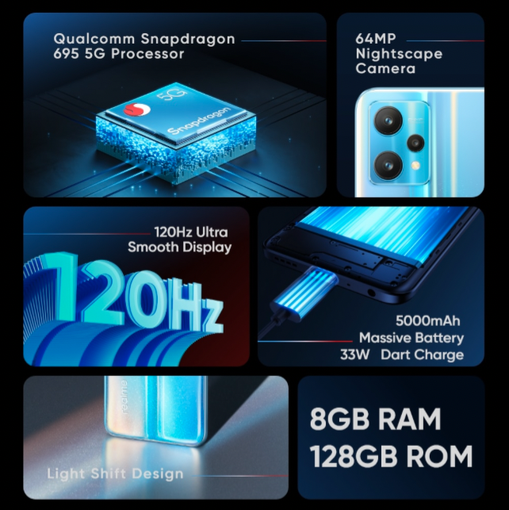 Qualcomm Snapdragon
695 5G Processor
5G
Snapdragon
64MP
Nightscape
Camera
120Hz Ultra
Smooth Display
120Hz
5000mAh
Massive Battery
33W Dart Charge
realme
Light Shift Design
8GB RAM
128GB ROM